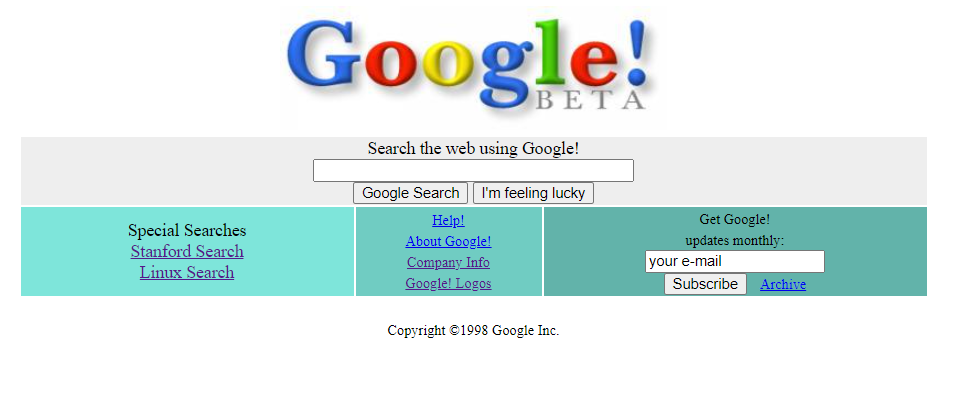 Google!
BETA
Search the web using Google!
Google Search I'm feeling lucky
Special Searches
Stanford Search
Linux Search
Help!
About Google!
Company Info
Google! Logos
Get Google!
updates monthly:
your e-mail
Subscribe Archive
Copyright ©1998 Google Inc.